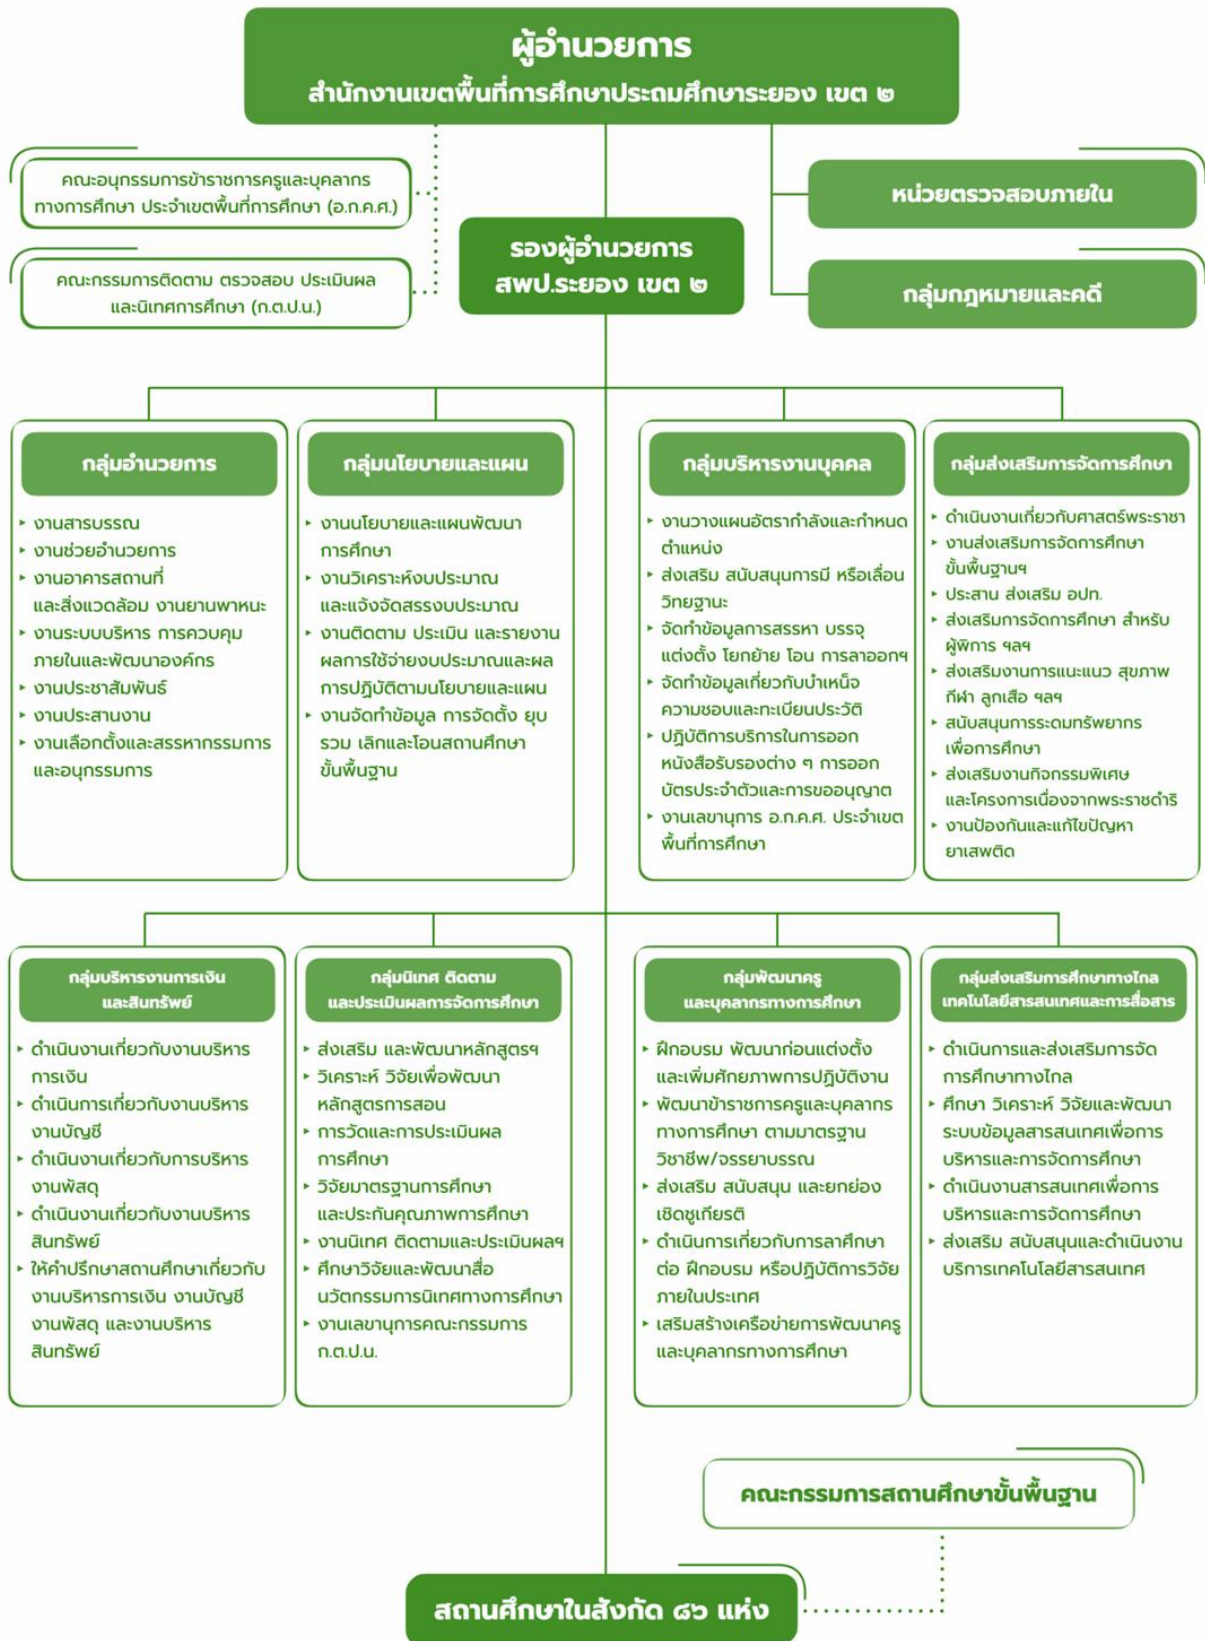 ผู้อำนวยการ
สำนักงานเขตพื้นที่การศึกษาประถมศึกษาระยอง เขต ๒
คณะอนุกรรมการข้าราชการครูและบุคลากร
ทางการศึกษา ประจำเขตพื้นที่การศึกษา (อ.ก.ค.ศ.)
คณะกรรมการติดตาม ตรวจสอบ ประเมินผล
และนิเทศการศึกษา (ก.ต.ป.น.)
รองผู้อำนวยการ
สพป.ระยอง เขต ๒
หน่วยตรวจสอบภายใน
กลุ่มกฎหมายและคดี
กลุ่มอำนวยการ
‣ งานสารบรรณ
‣ งานช่วยอำนวยการ
‣ งานอาคารสถานที่
และสิ่งแวดล้อม งานยานพาหนะ
‣ งานระบบบริหาร การควบคุม
ภายในและพัฒนาองค์กร
‣ งานประชาสัมพันธ์
‣ งานประสานงาน
‣ งานเลือกตั้งและสรรหากรรมการ
และอนุกรรมการ
กลุ่มนโยบายและแผน
‣ งานนโยบายและแผนพัฒนา
การศึกษา
‣ งานวิเคราะห์งบประมาณ
และแจ้งจัดสรรงบประมาณ
‣ งานติดตาม ประเมิน และรายงาน
ผลการใช้จ่ายงบประมาณและผล
การปฏิบัติตามนโยบายและแผน
‣ งานจัดทำข้อมูล การจัดตั้ง ยุบ
รวม เลิกและโอนสถานศึกษา
ขั้นพื้นฐาน
กลุ่มบริหารงานบุคคล
‣ งานวางแผนอัตรากำลังและกำหนด
ตำแหน่ง
‣ ส่งเสริม สนับสนุนการมี หรือเลื่อน
วิทยฐานะ
‣ จัดทำข้อมูลการสรรหา บรรจุ
แต่งตั้ง โยกย้าย โอน การลาออกฯ
‣ จัดทำข้อมูลเกี่ยวกับบำเหน็จ
ความชอบและทะเบียนประวัติ
‣ ปฏิบัติการบริการในการออก
หนังสือรับรองต่าง ๆ การออก
บัตรประจำตัวและการขออนุญาต
‣ งานเลขานุการ อ.ก.ค.ศ. ประจำเขต
พื้นที่การศึกษา
กลุ่มส่งเสริมการจัดการศึกษา
‣ ดำเนินงานเกี่ยวกับศาสตร์พระราชา
‣ งานส่งเสริมการจัดการศึกษา
ขั้นพื้นฐานฯ
‣ ประสาน ส่งเสริม อปท.
‣ ส่งเสริมการจัดการศึกษา สำหรับ
ผู้พิการ ฯลฯ
‣ ส่งเสริมงานการแนะแนว สุขภาพ
กีฬา ลูกเสือ ฯลฯ
‣ สนับสนุนการระดมทรัพยากร
เพื่อการศึกษา
‣ ส่งเสริมงานกิจกรรมพิเศษ
และโครงการเนื่องจากพระราชดำริ
‣ งานป้องกันและแก้ไขปัญหา
ยาเสพติด
กลุ่มบริหารงานการเงิน
และสินทรัพย์
‣ ดำเนินงานเกี่ยวกับงานบริหาร
การเงิน
‣ ดำเนินการเกี่ยวกับงานบริหาร
งานบัญชี
‣ ดำเนินงานเกี่ยวกับการบริหาร
งานพัสดุ
‣ ดำเนินงานเกี่ยวกับงานบริหาร
สินทรัพย์
‣ ให้คำปรึกษาสถานศึกษาเกี่ยวกับ
งานบริหารการเงิน งานบัญชี
งานพัสดุ และงานบริหาร
สินทรัพย์
กลุ่มนิเทศ ติดตาม
และประเมินผลการจัดการศึกษา
‣ ส่งเสริม และพัฒนาหลักสูตรฯ
‣ วิเคราะห์ วิจัยเพื่อพัฒนา
หลักสูตรการสอน
‣ การวัดและการประเมินผล
การศึกษา
‣ วิจัยมาตรฐานการศึกษา
และประกันคุณภาพการศึกษา
‣ งานนิเทศ ติดตามและประเมินผลฯ
‣ ศึกษาวิจัยและพัฒนาสื่อ
นวัตกรรมการนิเทศทางการศึกษา
‣ งานเลขานุการคณะกรรมการ
ก.ต.ป.น.
กลุ่มพัฒนาครู
และบุคลากรทางการศึกษา
‣ ฝึกอบรม พัฒนาก่อนแต่งตั้ง
และเพิ่มศักยภาพการปฏิบัติงาน
‣ พัฒนาข้าราชการครูและบุคลากร
ทางการศึกษา ตามมาตรฐาน
วิชาชีพ/จรรยาบรรณ
‣ ส่งเสริม สนับสนุน และยกย่อง
เชิดชูเกียรติ
‣ ดำเนินการเกี่ยวกับการลาศึกษา
ต่อ ฝึกอบรม หรือปฏิบัติการวิจัย
ภายในประเทศ
‣ เสริมสร้างเครือข่ายการพัฒนาครู
และบุคลากรทางการศึกษา
กลุ่มส่งเสริมการศึกษาทางไกล
เทคโนโลยีสารสนเทศและการสื่อสาร
‣ ดำเนินการและส่งเสริมการจัด
การศึกษาทางไกล
‣ ศึกษา วิเคราะห์ วิจัยและพัฒนา
ระบบข้อมูลสารสนเทศเพื่อการ
บริหารและการจัดการศึกษา
‣ ดำเนินงานสารสนเทศเพื่อการ
บริหารและการจัดการศึกษา
‣ ส่งเสริม สนับสนุนและดำเนินงาน
บริการเทคโนโลยีสารสนเทศ
คณะกรรมการสถานศึกษาขั้นพื้นฐาน
สถานศึกษาในสังกัด ๘๖ แห่ง